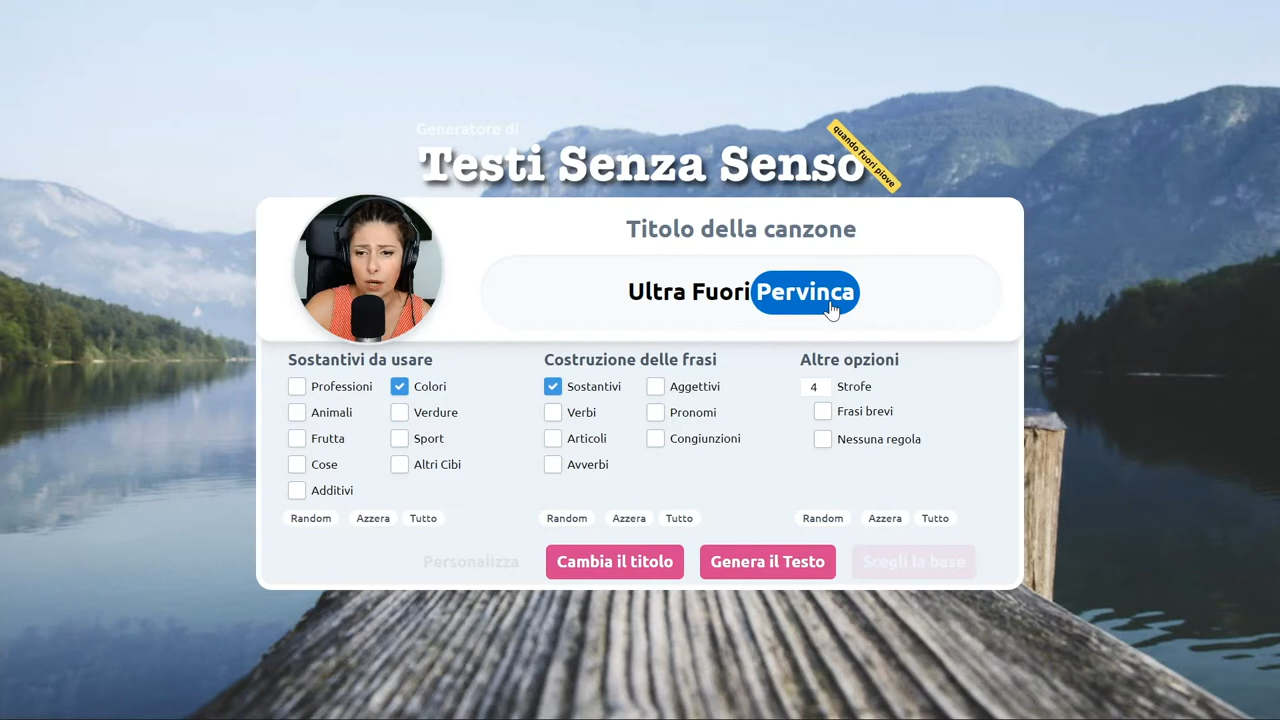 Generatore di
Testi Senza Senso
quando fuori piove
Titolo della canzone
Ultra Fuori Pervinca
Sostantivi da usare
Professioni
Colori
Animali
Verdure
Frutta
Sport
Cose
Altri Cibi
Additivi
Random
Azzera
Tutto
Costruzione delle frasi
Sostantivi
Aggettivi
Verbi
Pronomi
Articoli
Congiunzioni
Avverbi
Random
Azzera
Tutto
Altre opzioni
4 Strofe
Frasi brevi
Nessuna regola
Random
Azzera
Tutto
Personalizza
Cambia il titolo
Genera il Testo
Scegli la base